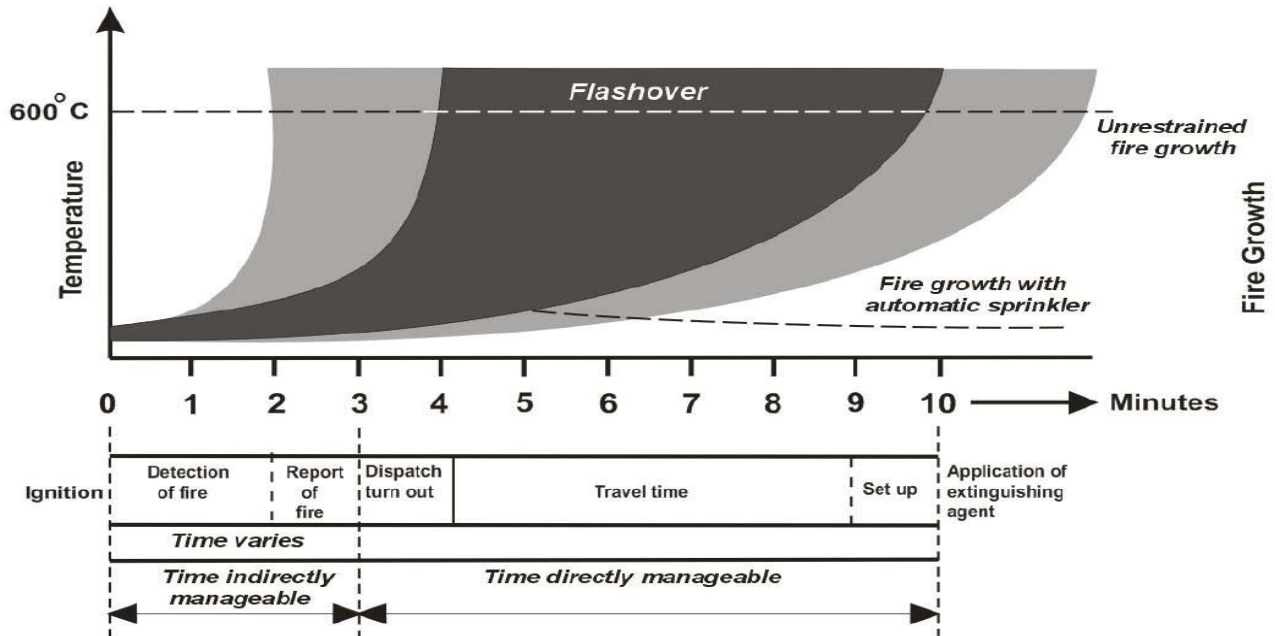 600° C
Flashover
Unrestrained
fire growth
Temperature
Fire Growth
Fire growth with
automatic sprinkler
0 1 2 3 4 5 6 7 8 9 10 Minutes
Ignition
Detection
of fire
Report
of
fire
Dispatch
turn out
Travel time
Set up
Application of
extinguishing
agent
Time varies
Time indirectly
manageable
Time directly manageable